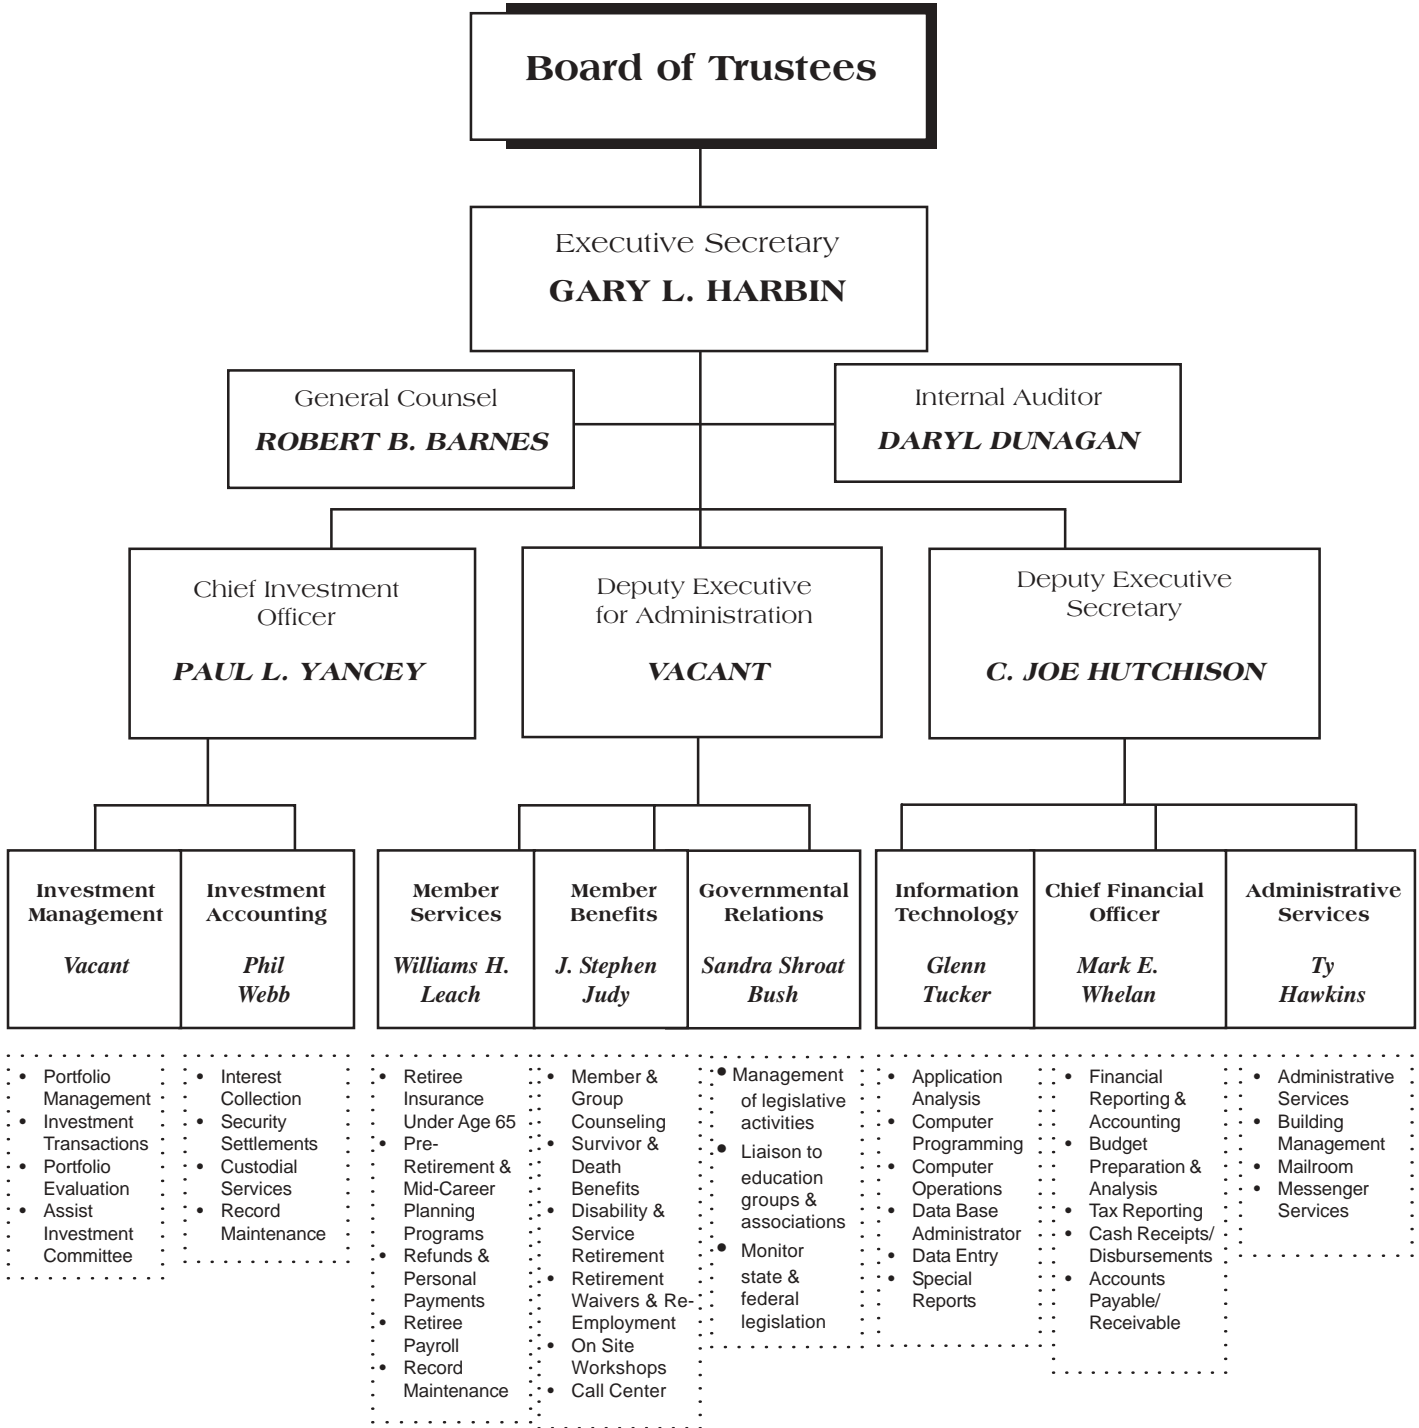 Board of Trustees
Executive Secretary
GARY L. HARBIN
General Counsel
ROBERT B. BARNES
Internal Auditor
DARYL DUNAGAN
Chief Investment
Officer
PAUL L. YANCEY
Deputy Executive
for Administration
VACANT
Deputy Executive
Secretary
C. JOE HUTCHISON
Investment
Management
Vacant
Investment
Accounting
Phil
Webb
Member
Services
Williams H.
Leach
Member
Benefits
J. Stephen
Judy
Governmental
Relations
Sandra Shroat
Bush
Information
Technology
Glenn
Tucker
Chief Financial
Officer
Mark E.
Whelan
Administrative
Services
Ty
Hawkins
• Portfolio
Management
• Investment
Transactions
• Portfolio
Evaluation
• Assist
Investment
Committee
• Interest
Collection
• Security
Settlements
• Custodial
Services
• Record
Maintenance
• Retiree
Insurance
Under Age 65
• Pre-
Retirement &
Mid-Career
Planning
Programs
• Refunds &
Personal
Payments
• Retiree
Payroll
• Record
Maintenance
• Member &
Group
Counseling
• Survivor &
Death
Benefits
• Disability &
Service
Retirement
• Retirement
Waivers & Re-
Employment
• On Site
Workshops
• Call Center
• Management
of legislative
activities
• Liaison to
education
groups &
associations
• Monitor
state &
federal
legislation
• Application
Analysis
• Computer
Programming
• Computer
Operations
• Data Base
Administrator
• Data Entry
• Special
Reports
• Financial
Reporting &
Accounting
• Budget
Preparation &
Analysis
• Tax Reporting
• Cash Receipts/
Disbursements
• Accounts
Payable/
Receivable
• Administrative
Services
• Building
Management
• Mailroom
• Messenger
Services